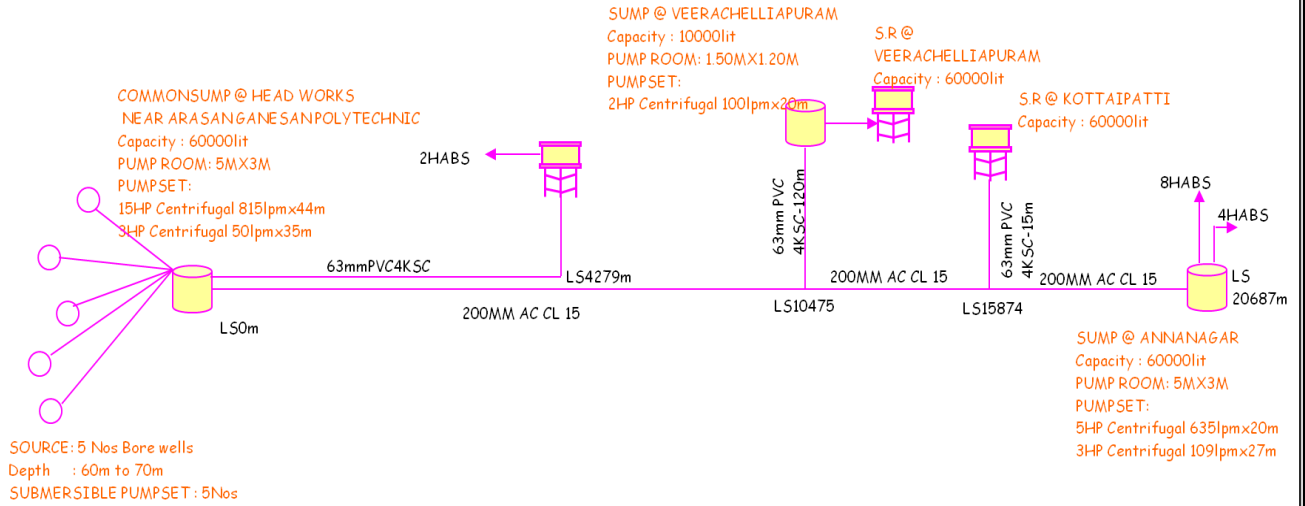 SUMP @ VEERACHELLIAPURAM
Capacity : 10000lit
PUMP ROOM: 1.50MX1.20M
PUMPSET:
2HP Centrifugal 100lpmx20m
S.R @
VEERACHELLIAPURAM
Capacity : 60000lit
S.R @ KOTTAIPATTI
Capacity : 60000lit
COMMONSUMP @ HEAD WORKS
NEAR ARASANGANESANPOLYTECHNIC
Capacity : 60000lit
PUMP ROOM: 5MX3M
PUMPSET:
15HP Centrifugal 815lpmx44m
3HP Centrifugal 50lpmx35m
2HABS
8HABS
4HABS
63mm PVC
4KSC-120m
63mm PVC
4KSC-15m
63mmPVC4KSC
LS4279m
200MM AC CL 15
200MM AC CL 15
LS
20687m
LS0m
200MM AC CL 15
LS10475
LS15874
SUMP @ ANNANAGAR
Capacity : 60000lit
PUMP ROOM: 5MX3M
PUMPSET:
5HP Centrifugal 635lpmx20m
3HP Centrifugal 109lpmx27m
SOURCE: 5 Nos Bore wells
Depth : 60m to 70m
SUBMERSIBLE PUMPSET : 5Nos